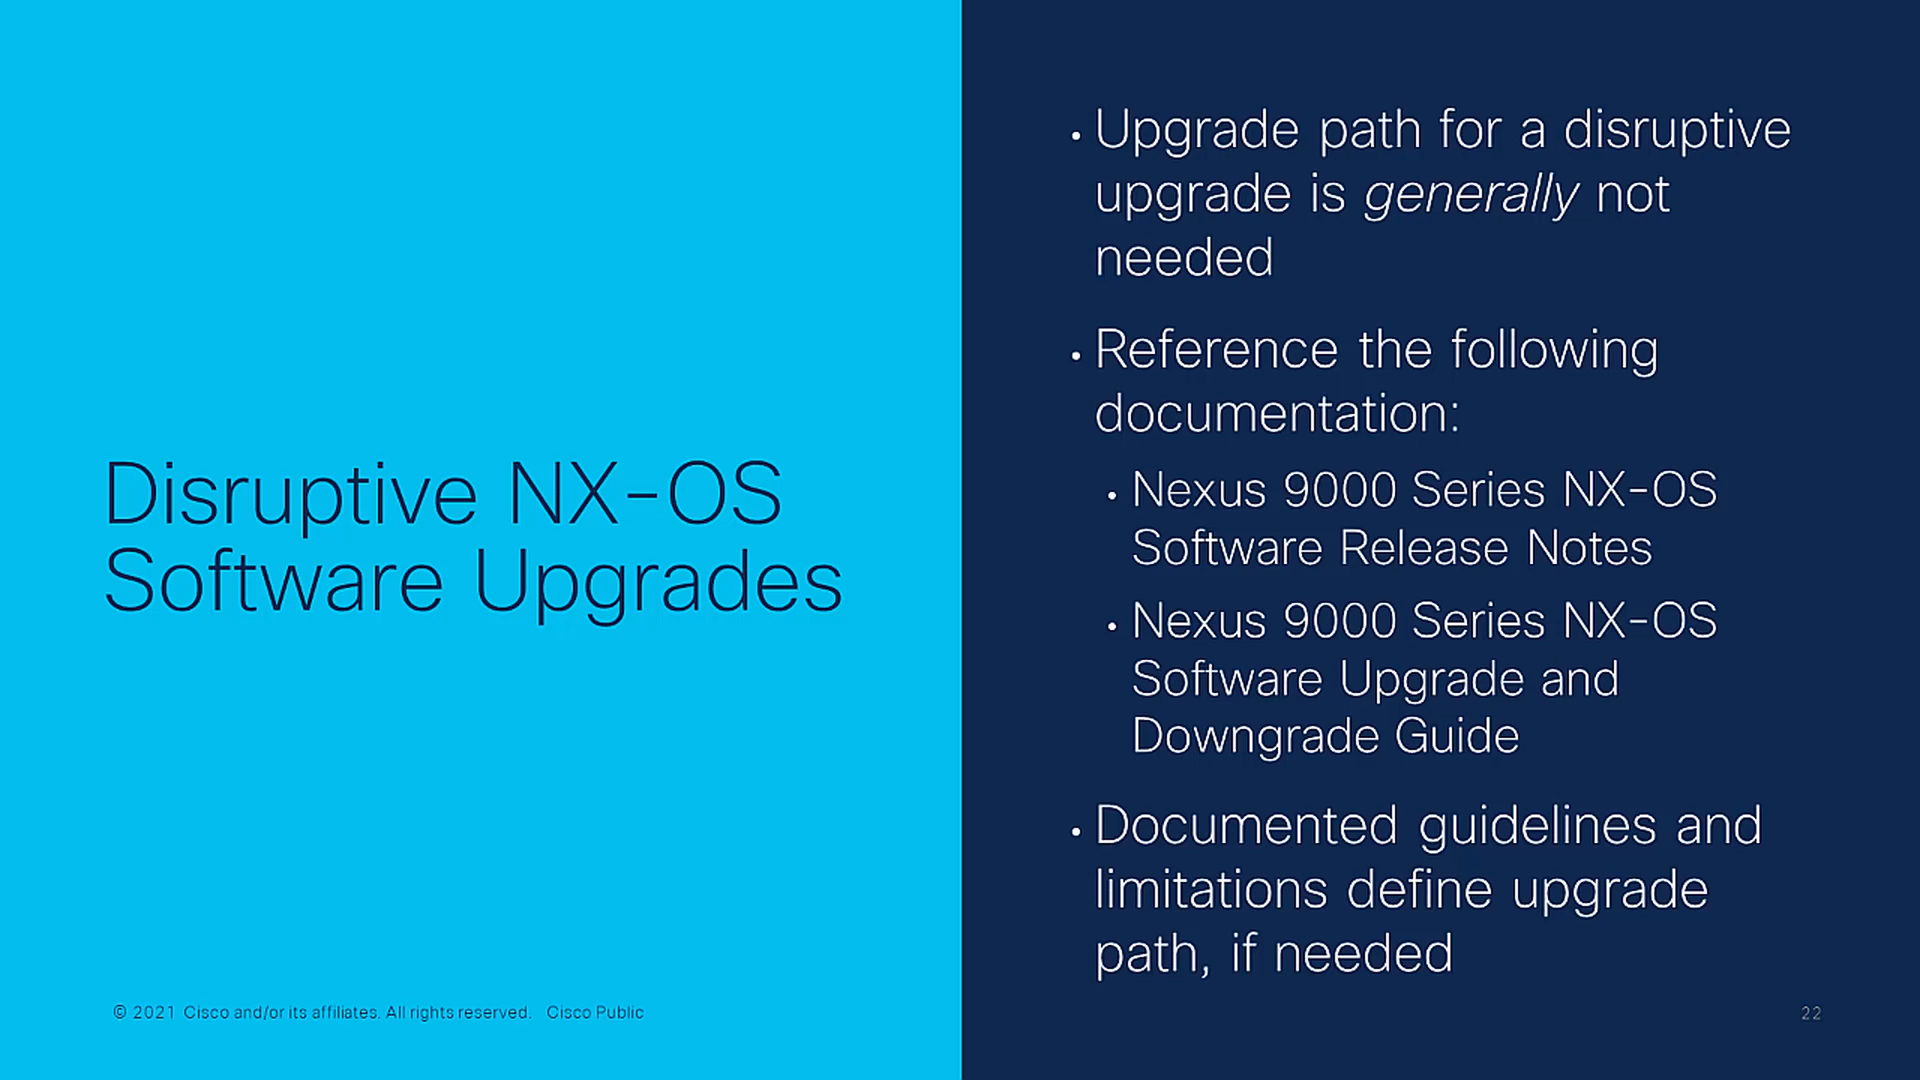 Disruptive NX-OS
Software Upgrades
• Upgrade path for a disruptive
upgrade is generally not
needed
• Reference the following
documentation:
• Nexus 9000 Series NX-OS
Software Release Notes
• Nexus 9000 Series NX-OS
Software Upgrade and
Downgrade Guide
• Documented guidelines and
limitations define upgrade
path, if needed
© 2021 Cisco and/or its affiliates. All rights reserved. Cisco Public
22